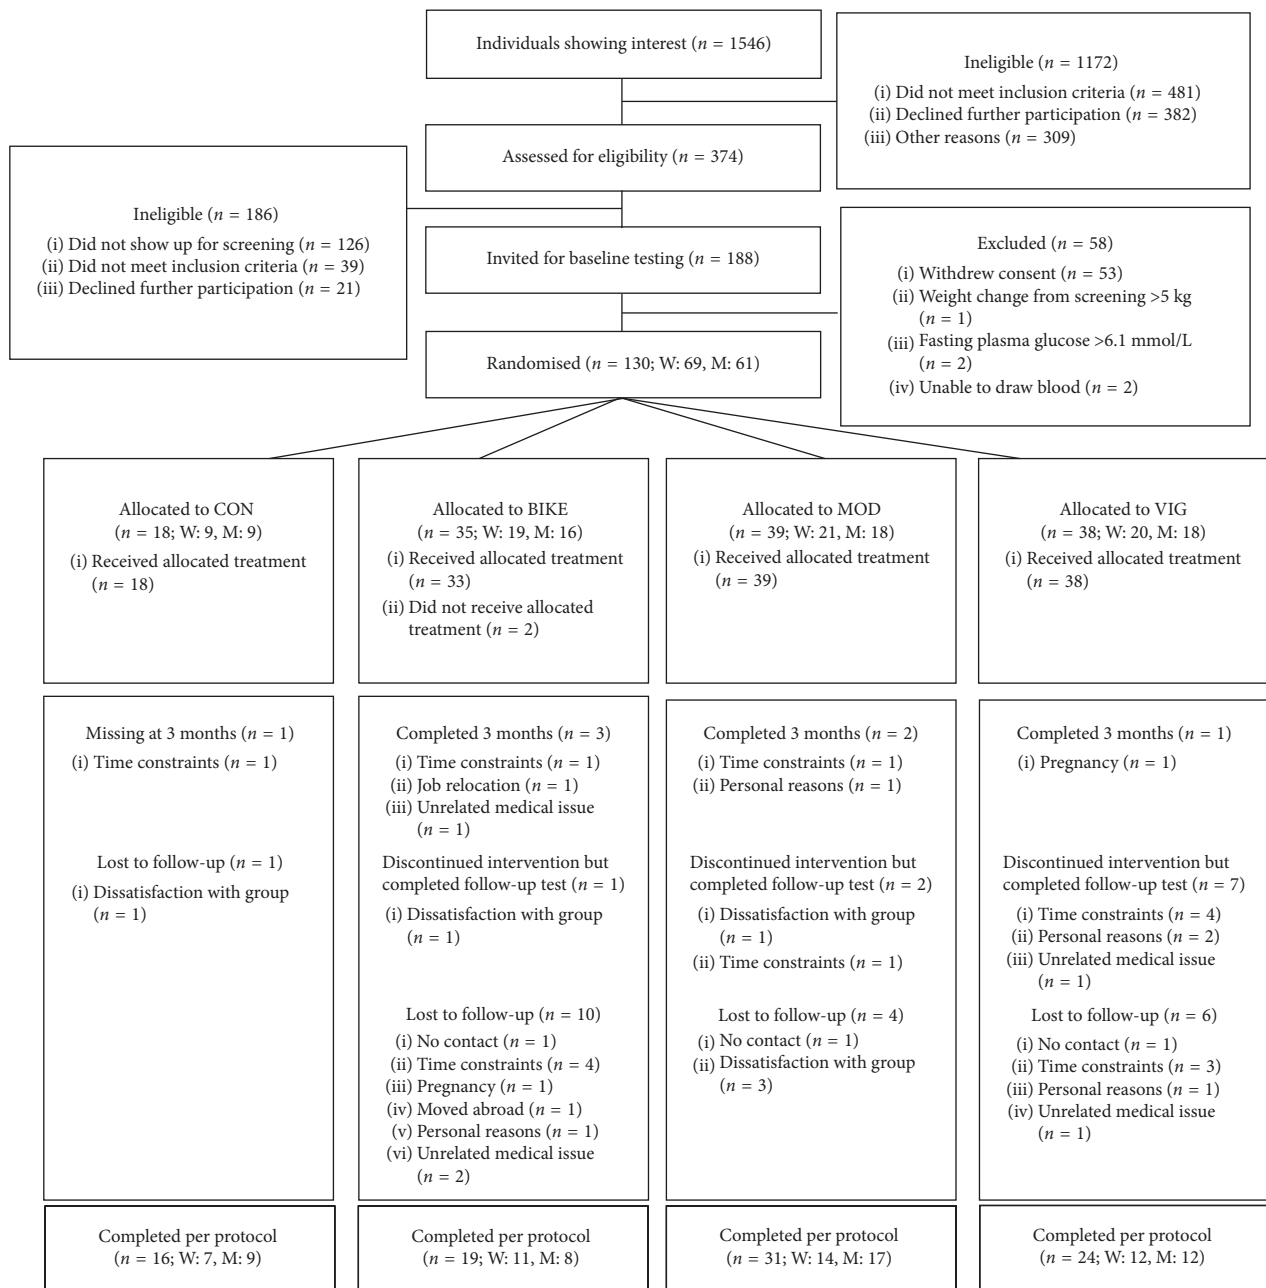 Individuals showing interest (n = 1546)
Ineligible (n = 1172)
(i) Did not meet inclusion criteria (n = 481)
(ii) Declined further participation (n = 382)
(iii) Other reasons (n = 309)
Assessed for eligibility (n = 374)
Ineligible (n = 186)
(i) Did not show up for screening (n = 126)
(ii) Did not meet inclusion criteria (n = 39)
(iii) Declined further participation (n = 21)
Invited for baseline testing (n = 188)
Excluded (n = 58)
(i) Withdrew consent (n = 53)
(ii) Weight change from screening >5 kg
(n = 1)
(iii) Fasting plasma glucose >6.1 mmol/L
(n = 2)
(iv) Unable to draw blood (n = 2)
Randomised (n = 130; W: 69, M: 61)
Allocated to CON
(n = 18; W: 9, M: 9)
(i) Received allocated treatment
(n = 18)
Allocated to BIKE
(n = 35; W: 19, M: 16)
(i) Received allocated treatment
(n = 33)
(ii) Did not receive allocated
treatment (n = 2)
Allocated to MOD
(n = 39; W: 21, M: 18)
(i) Received allocated treatment
(n = 39)
Allocated to VIG
(n = 38; W: 20, M: 18)
(i) Received allocated treatment
(n = 38)
Missing at 3 months (n = 1)
(i) Time constraints (n = 1)
Lost to follow-up (n = 1)
(i) Dissatisfaction with group
(n = 1)
Completed 3 months (n = 3)
(i) Time constraints (n = 1)
(ii) Job relocation (n = 1)
(iii) Unrelated medical issue
(n = 1)
Discontinued intervention but
completed follow-up test (n = 1)
(i) Dissatisfaction with group
(n = 1)
Lost to follow-up (n = 10)
(i) No contact (n = 1)
(ii) Time constraints (n = 4)
(iii) Pregnancy (n = 1)
(iv) Moved abroad (n = 1)
(v) Personal reasons (n = 1)
(vi) Unrelated medical issue
(n = 2)
Completed 3 months (n = 2)
(i) Time constraints (n = 1)
(ii) Personal reasons (n = 1)
Discontinued intervention but
completed follow-up test (n = 2)
(i) Dissatisfaction with group
(n = 1)
(ii) Time constraints (n = 1)
Lost to follow-up (n = 4)
(i) No contact (n = 1)
(ii) Dissatisfaction with group
(n = 3)
Completed 3 months (n = 1)
(i) Pregnancy (n = 1)
Discontinued intervention but
completed follow-up test (n = 7)
(i) Time constraints (n = 4)
(ii) Personal reasons (n = 2)
(iii) Unrelated medical issue
(n = 1)
Lost to follow-up (n = 6)
(i) No contact (n = 1)
(ii) Time constraints (n = 3)
(iii) Personal reasons (n = 1)
(iv) Unrelated medical issue
(n = 1)
Completed per protocol
(n = 16; W: 7, M: 9)
Completed per protocol
(n = 19; W: 11, M: 8)
Completed per protocol
(n = 31; W: 14, M: 17)
Completed per protocol
(n = 24; W: 12, M: 12)